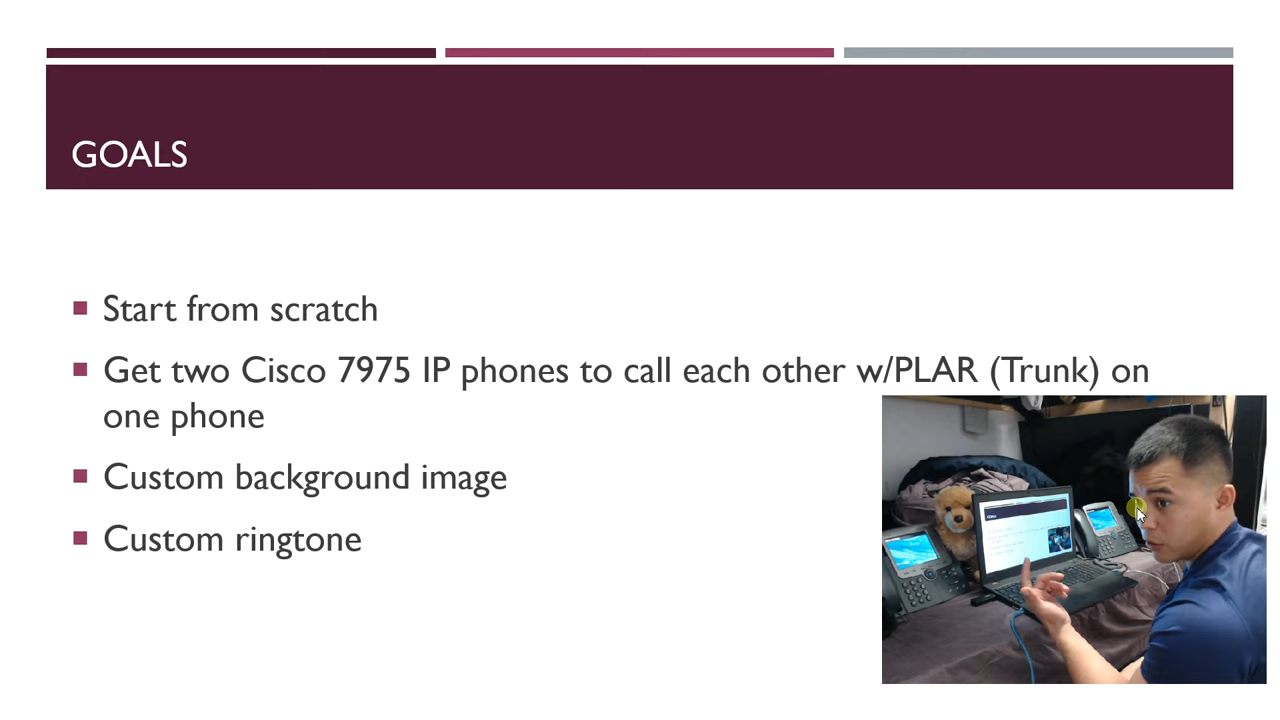 GOALS
Start from scratch
Get two Cisco 7975 IP phones to call each other w/PLAR (Trunk) on
one phone
Custom background image
Custom ringtone